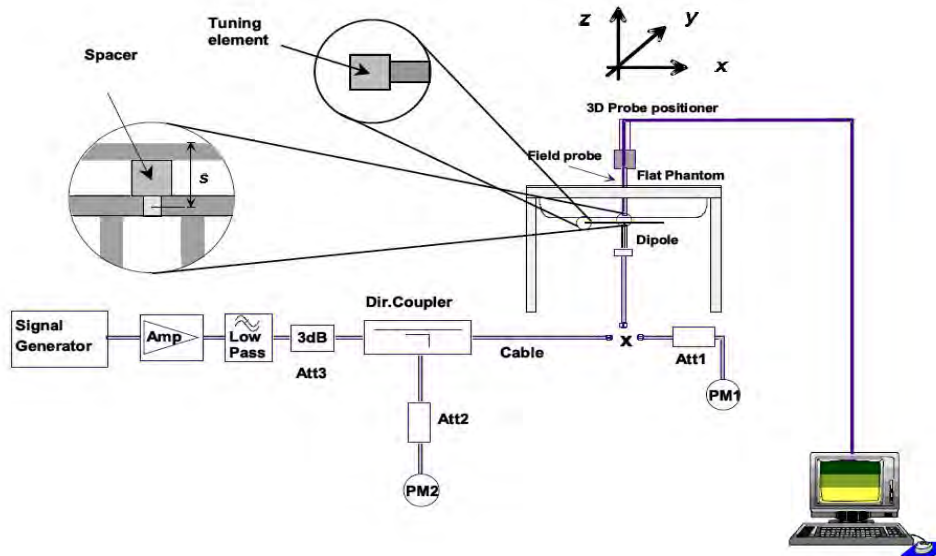 Tuning
element
z
y
x
Spacer
s
3D Probe positioner
Field probe
Flat Phantom
Dipole
Dir.Coupler
Signal
Generator
Amp
Low
Pass
3dB
Att3
Cable
x
Att1
PM1
Att2
PM2